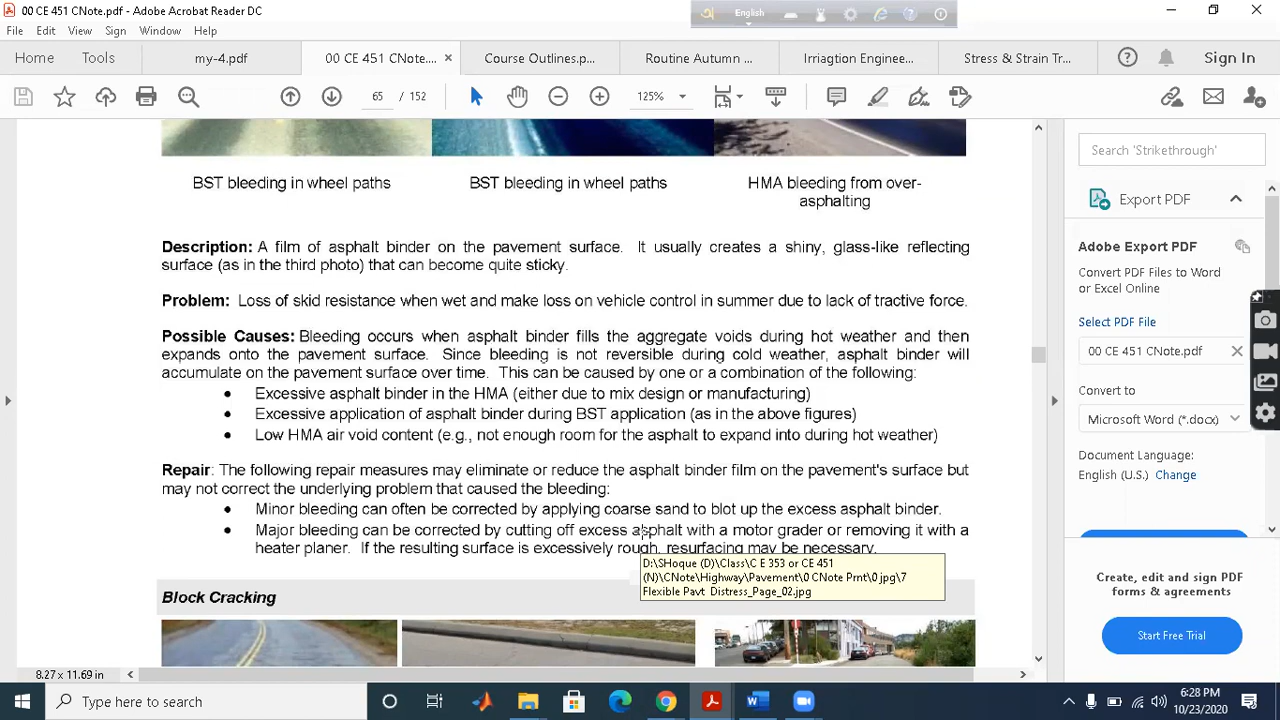 00 CE 451 CNote.pdf - Adobe Acrobat Reader DC
English
File Edit View Sign Window Help
Home Tools my-4.pdf 00 CE 451 CNote.... × Course Outlines.p... Routine Autumn ... Irriagtion Enginee... Stress & Strain Tr... Sign In
65 / 152 125%
BST bleeding in wheel paths BST bleeding in wheel paths HMA bleeding from over-
asphalting
Description: A film of asphalt binder on the pavement surface. It usually creates a shiny, glass-like reflecting
surface (as in the third photo) that can become quite sticky.
Problem: Loss of skid resistance when wet and make loss on vehicle control in summer due to lack of tractive force.
Possible Causes: Bleeding occurs when asphalt binder fills the aggregate voids during hot weather and then
expands onto the pavement surface. Since bleeding is not reversible during cold weather, asphalt binder will
accumulate on the pavement surface over time. This can be caused by one or a combination of the following:
• Excessive asphalt binder in the HMA (either due to mix design or manufacturing)
• Excessive application of asphalt binder during BST application (as in the above figures)
• Low HMA air void content (e.g., not enough room for the asphalt to expand into during hot weather)
Repair: The following repair measures may eliminate or reduce the asphalt binder film on the pavement's surface but
may not correct the underlying problem that caused the bleeding:
• Minor bleeding can often be corrected by applying coarse sand to blot up the excess asphalt binder.
• Major bleeding can be corrected by cutting off excess asphalt with a motor grader or removing it with a
heater planer. If the resulting surface is excessively rough, resurfacing may be necessary.
D:\SHoque (D)\Class\C E 353 or CE 451
(N)\CNote\Highway\Pavement\0 CNote Prnt\0.jpg\7
Flexible Pavt Distress_Page_02.jpg
Block Cracking
8.27 x 11.69 in
Search 'Strikethrough'
Export PDF
Adobe Export PDF
Convert PDF Files to Word
or Excel Online
Select PDF File
00 CE 451 CNote.pdf ×
Convert to
Microsoft Word (*.docx)
Document Language:
English (U.S.) Change
Create, edit and sign PDF
forms & agreements
Start Free Trial
Type here to search
6:28 PM
10/23/2020